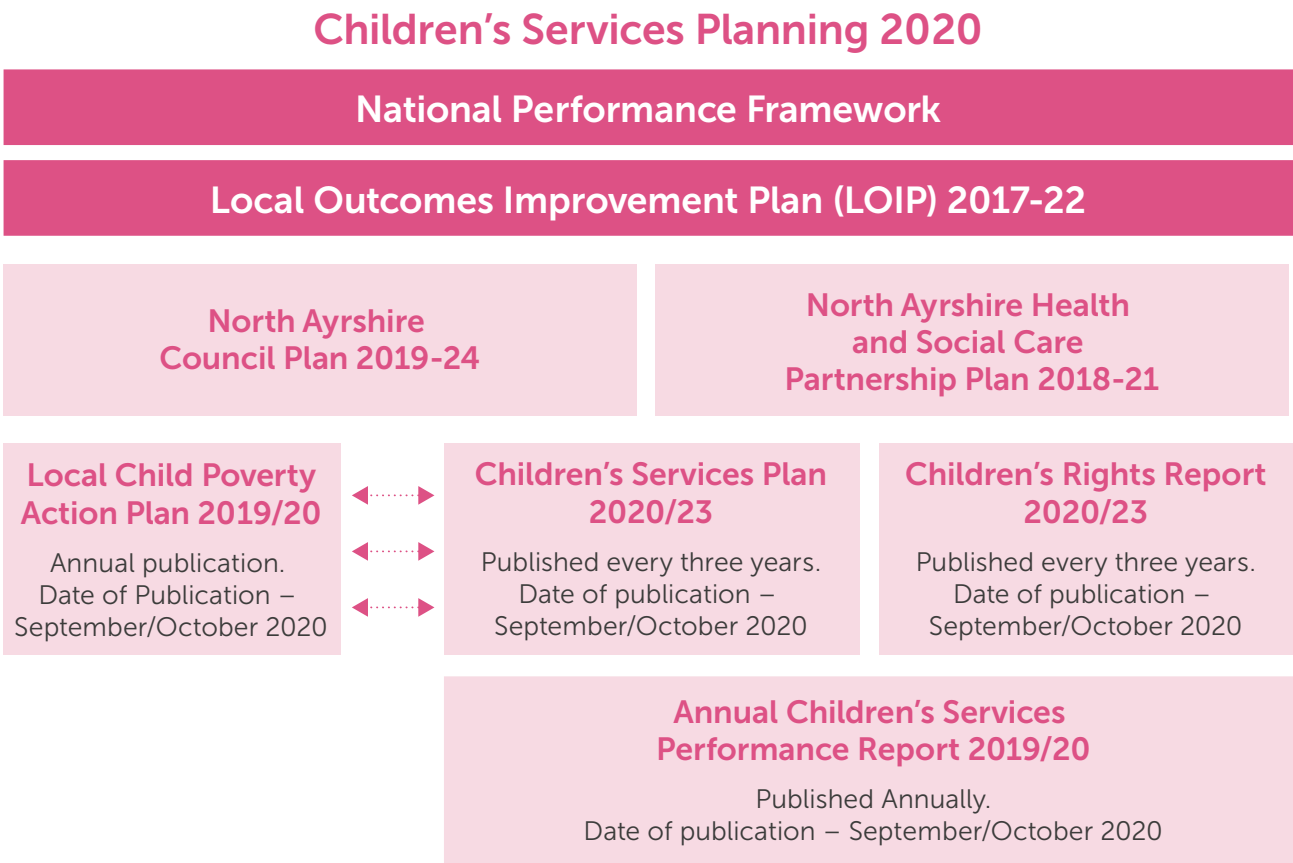 Children’s Services Planning 2020
National Performance Framework
Local Outcomes Improvement Plan (LOIP) 2017-22
North Ayrshire
Council Plan 2019-24
North Ayrshire Health
and Social Care
Partnership Plan 2018-21
Local Child Poverty
Action Plan 2019/20
Annual publication.
Date of Publication –
September/October 2020
Children’s Services Plan
2020/23
Published every three years.
Date of publication –
September/October 2020
Children’s Rights Report
2020/23
Published every three years.
Date of publication –
September/October 2020
Annual Children’s Services
Performance Report 2019/20
Published Annually.
Date of publication – September/October 2020